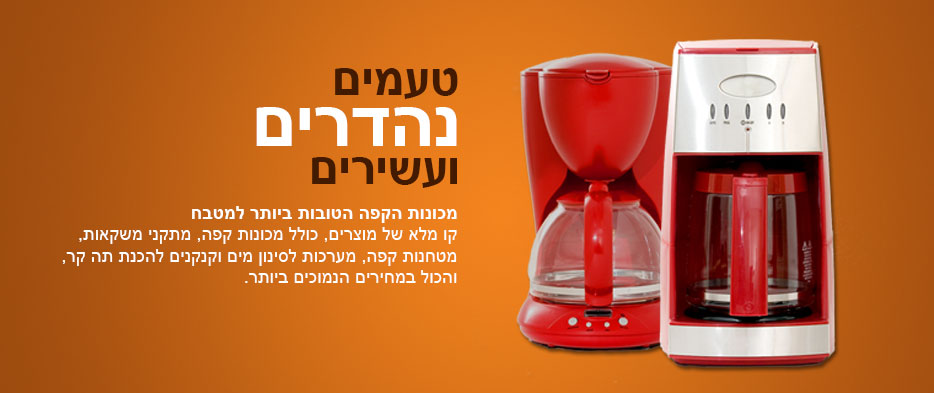 טעמים
נהדרים
ועשירים
מכונות הקפה הטובות ביותר למטבח
קו מלא של מוצרים, כולל מכונות קפה, מתקני משקאות,
מטחנות קפה, מערכות לסינון מים וקנקנים להכנת תה קר,
והכול במחירים הנמוכים ביותר.